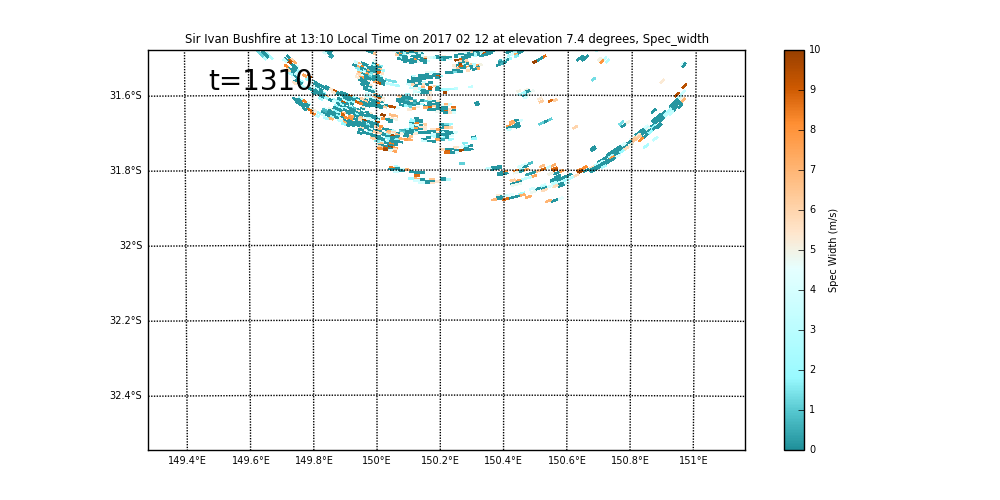 Sir Ivan Bushfire at 13:10 Local Time on 2017 02 12 at elevation 7.4 degrees, Spec_width
t=1310
31.6°S
31.8°S
32°S
32.2°S
32.4°S
149.4°E 149.6°E 149.8°E 150°E 150.2°E 150.4°E 150.6°E 150.8°E 151°E
10
9
8
7
6
5
4
3
2
1
0
Spec Width (m/s)